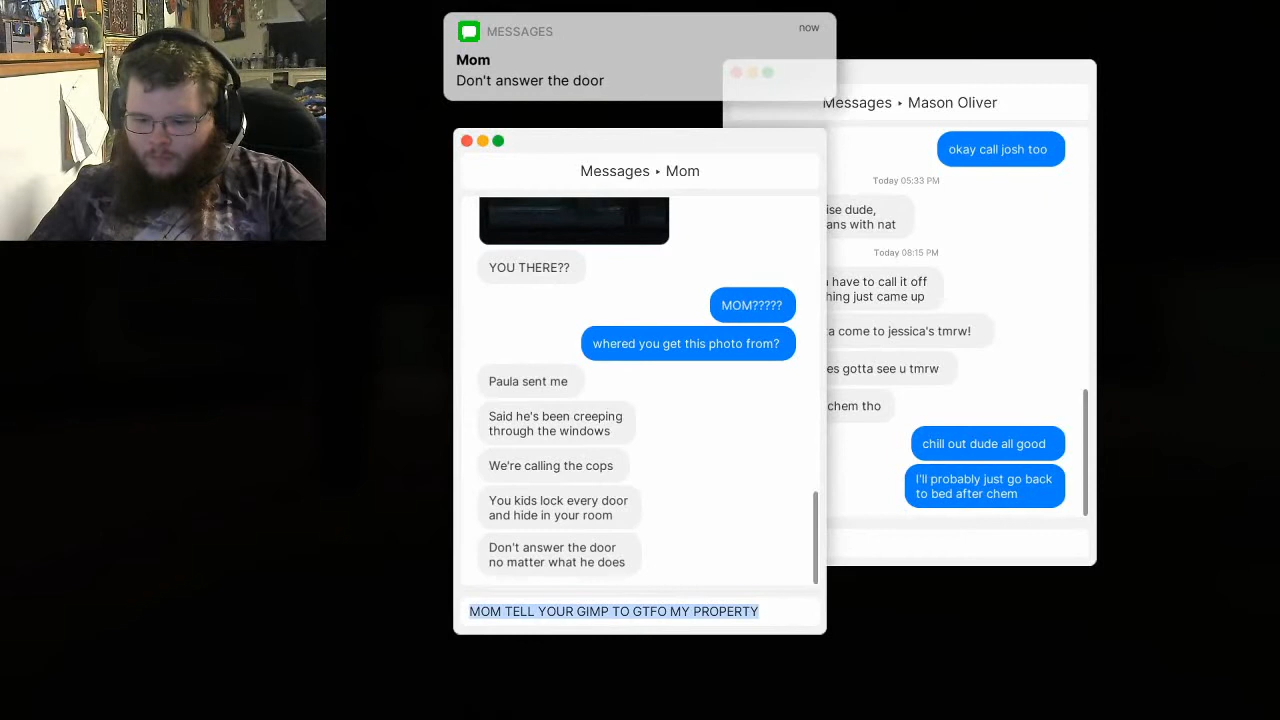 MESSAGES
now
Mom
Don't answer the door
Messages ‣ Mom
YOU THERE??
MOM?????
whered you get this photo from?
Paula sent me
Said he's been creeping
through the windows
We're calling the cops
You kids lock every door
and hide in your room
Don't answer the door
no matter what he does
MOM TELL YOUR GIMP TO GTFO MY PROPERTY
Messages ‣ Mason Oliver
okay call josh too
Today 05:33 PM
ise dude,
ans with nat
Today 08:15 PM
have to call it off
hing just came up
a come to jessica's tmrw!
es gotta see u tmrw
chem tho
chill out dude all good
I'll probably just go back
to bed after chem